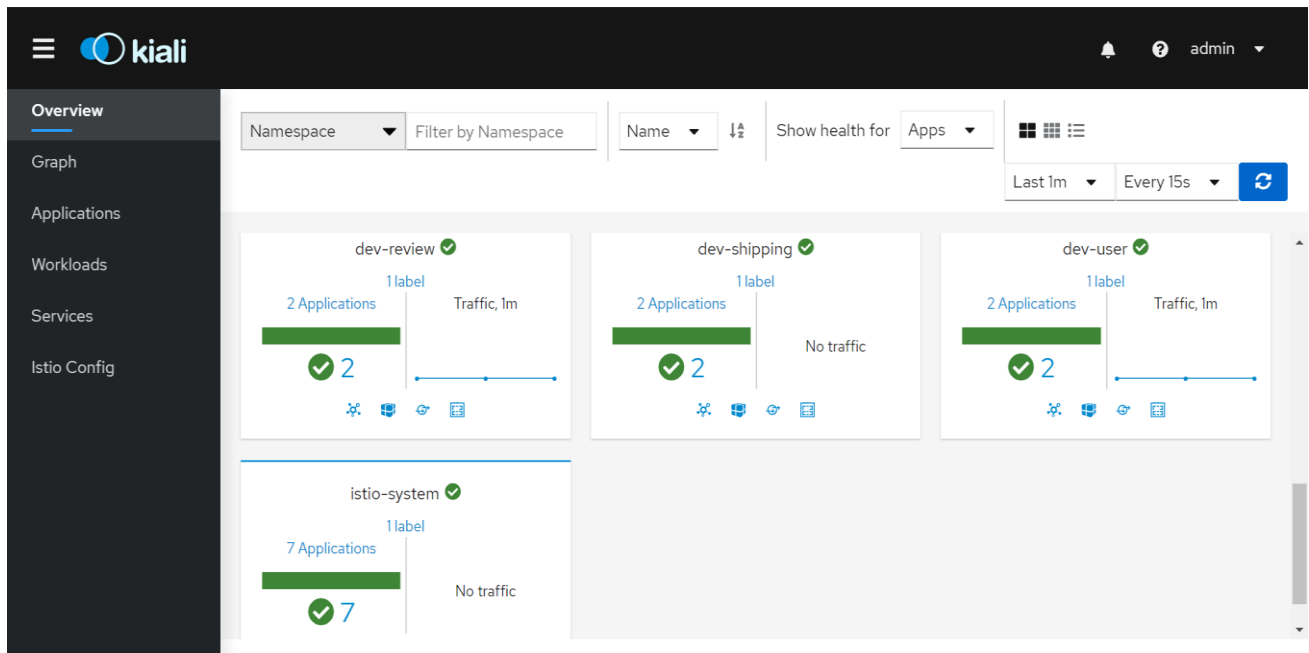 kiali
admin
Overview
Graph
Applications
Workloads
Services
Istio Config
Namespace Filter by Namespace Name Show health for Apps
Last 1m Every 15s
dev-review
1 label
2 Applications Traffic, 1m
2
dev-shipping
1 label
2 Applications
No traffic
2
dev-user
1 label
2 Applications Traffic, 1m
2
istio-system
1 label
7 Applications
No traffic
7